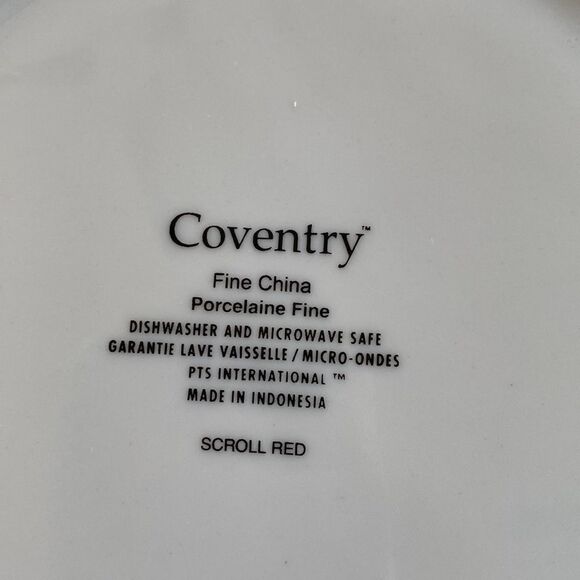 Coventry™
Fine China
Porcelaine Fine
DISHWASHER AND MICROWAVE SAFE
GARANTIE LAVE VAISSELLE / MICRO-ONDES
PTS INTERNATIONAL ™
MADE IN INDONESIA
SCROLL RED